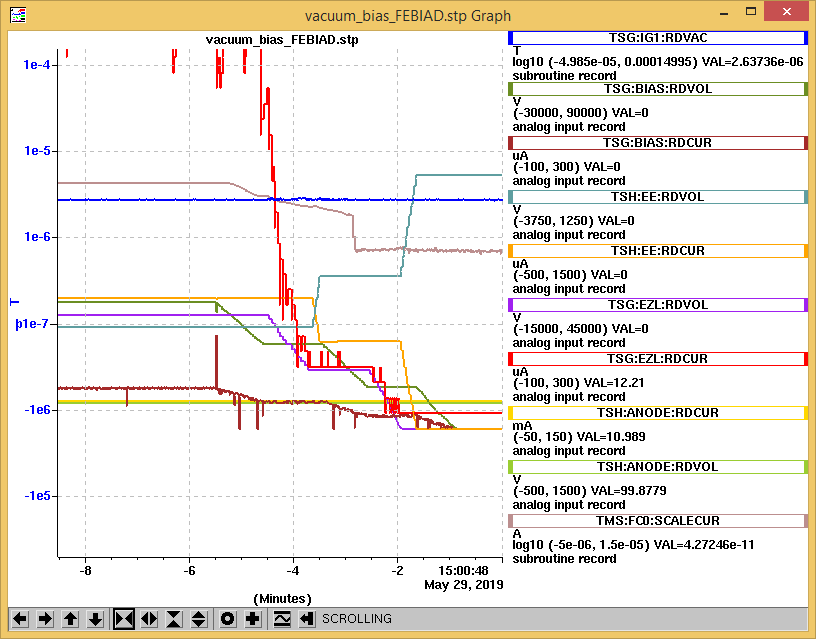 vacuum_bias_FEBIAD.stp Graph
vacuum_bias_FEBIAD.stp
1e-4
1e-5
1e-6
T
þ1e-7
-1e6
-1e5
-8
-6
-4
-2
15:00:48
May 29, 2019
(Minutes)
TSG:IG1:RDVAC
T
log10 (-4.985e-05, 0.00014995) VAL=2.63736e-06
subroutine record
TSG:BIAS:RDVOL
V
(-30000, 90000) VAL=0
analog input record
TSG:BIAS:RDCUR
uA
(-100, 300) VAL=0
analog input record
TSH:EE:RDVOL
V
(-3750, 1250) VAL=0
analog input record
TSH:EE:RDCUR
uA
(-500, 1500) VAL=0
analog input record
TSG:EZL:RDVOL
V
(-15000, 45000) VAL=0
analog input record
TSG:EZL:RDCUR
uA
(-100, 300) VAL=12.21
analog input record
TSH:ANODE:RDCUR
mA
(-50, 150) VAL=10.989
analog input record
TSH:ANODE:RDVOL
V
(-500, 1500) VAL=99.8779
analog input record
TMS:FC0:SCALECUR
A
log10 (-5e-06, 1.5e-05) VAL=4.27246e-11
subroutine record
SCROLLING